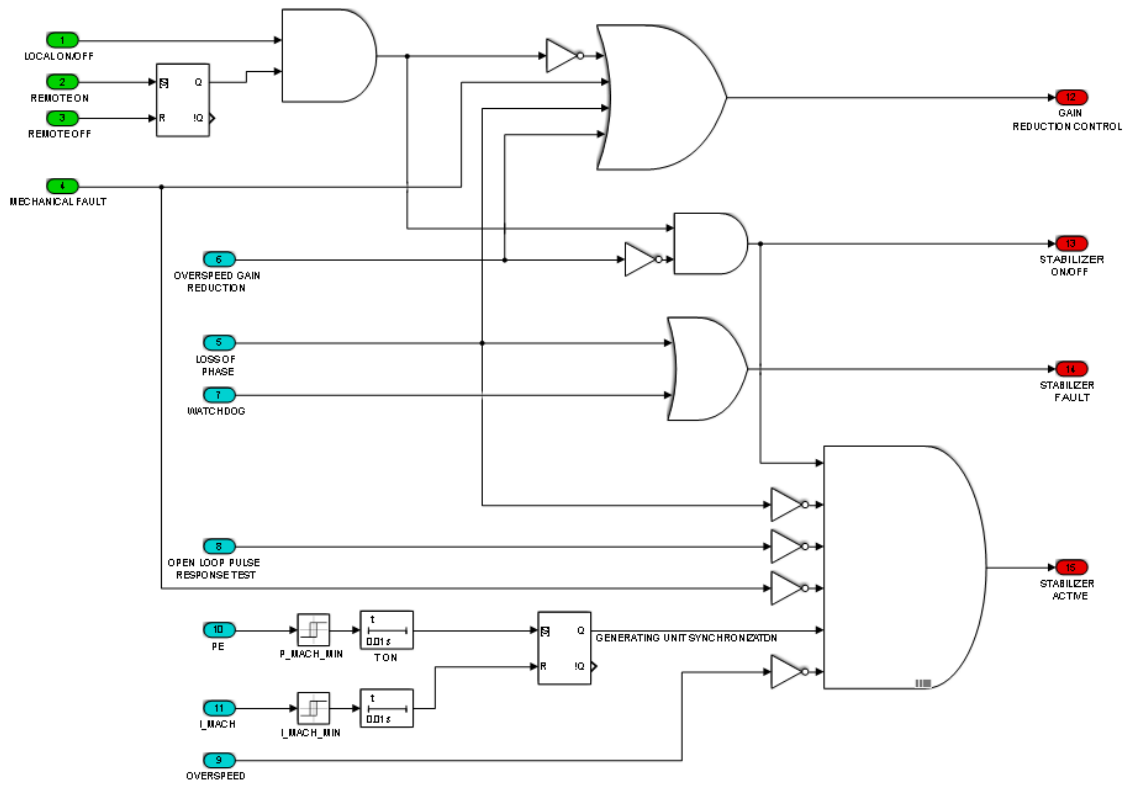 1
LOCAL ON/OFF
2
REMOTE ON
3
REMOTE OFF
S Q
R !Q
4
MECHANICAL FAULT
12
GAIN
REDUCTION CONTROL
6
OVERSPEED GAIN
REDUCTION
13
STABILIZER
ON/OFF
5
LOSS OF
PHASE
7
WATCHDOG
14
STABILIZER
FAULT
8
OPEN LOOP PULSE
RESPONSE TEST
15
STABILIZER
ACTIVE
10
PE
P_MACH_MIN
t
0.01 s
TON
S Q
R !Q
GENERATING UNIT SYNCHRONIZATON
11
I_MACH
I_MACH_MIN
t
0.01 s
9
OVERSPEED